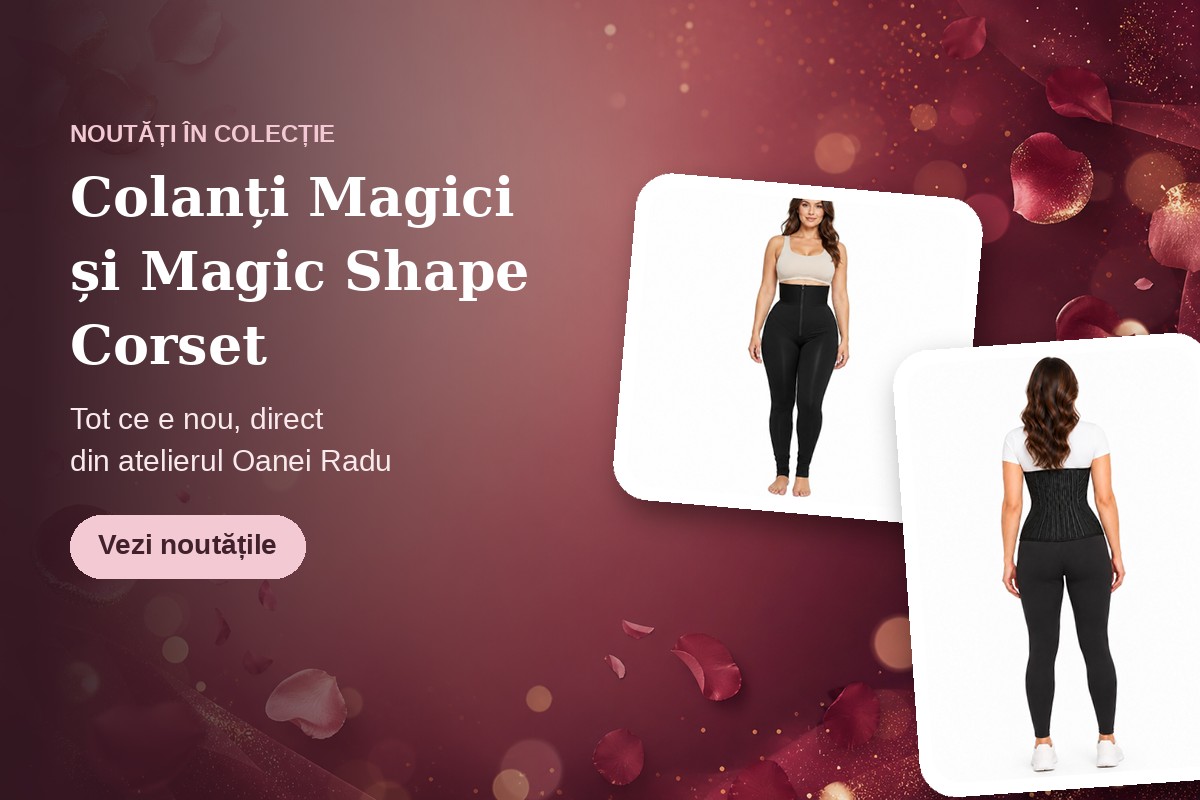 NOUTĂȚI ÎN COLECȚIE
Colanți Magici
și Magic Shape
Corset
Tot ce e nou, direct
din atelierul Oanei Radu
Vezi noutățile